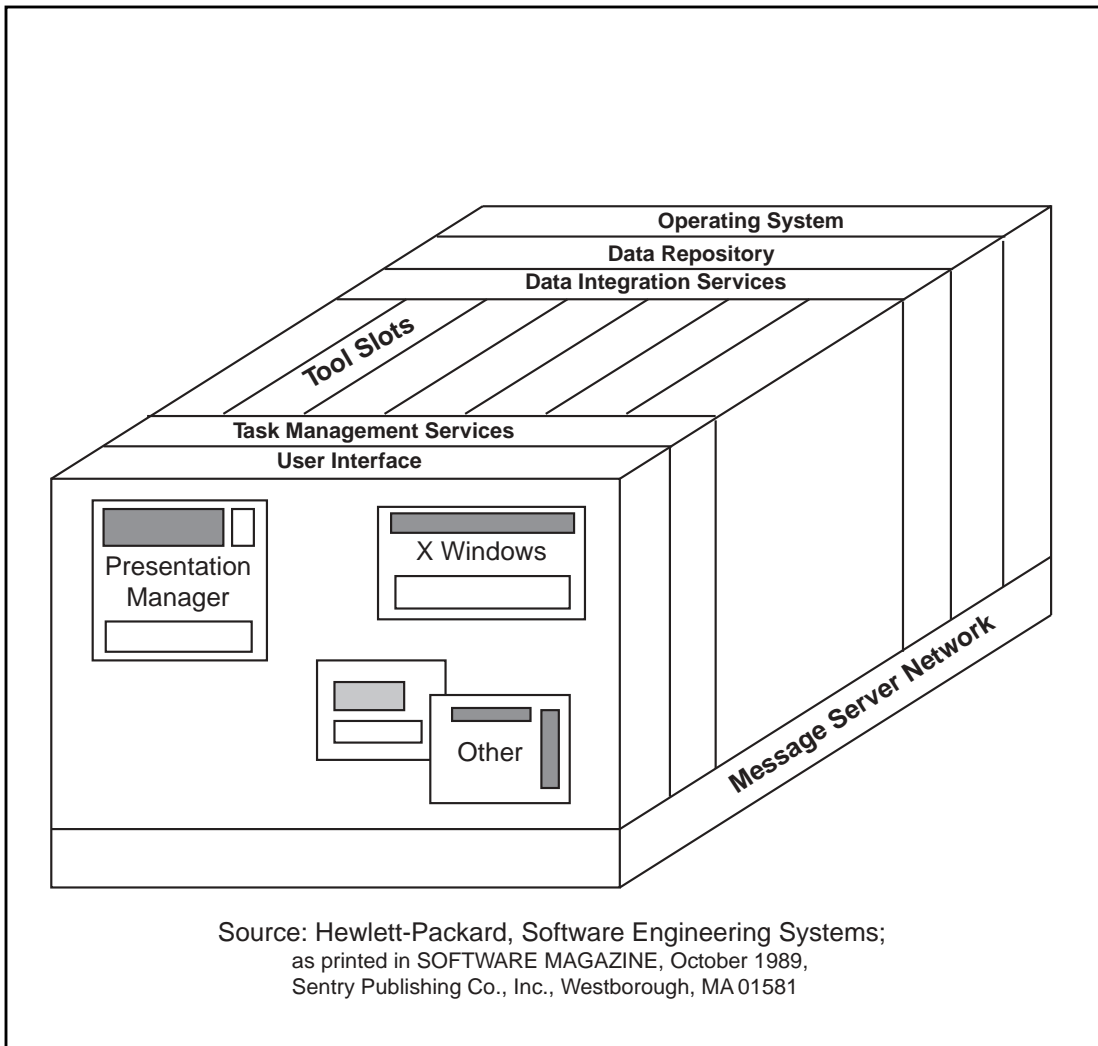 Operating System
Data Repository
Data Integration Services
Tool Slots
Task Management Services
User Interface
Presentation
Manager
X Windows
Other
Message Server Network
Source: Hewlett-Packard, Software Engineering Systems;
as printed in SOFTWARE MAGAZINE, October 1989,
Sentry Publishing Co., Inc., Westborough, MA 01581